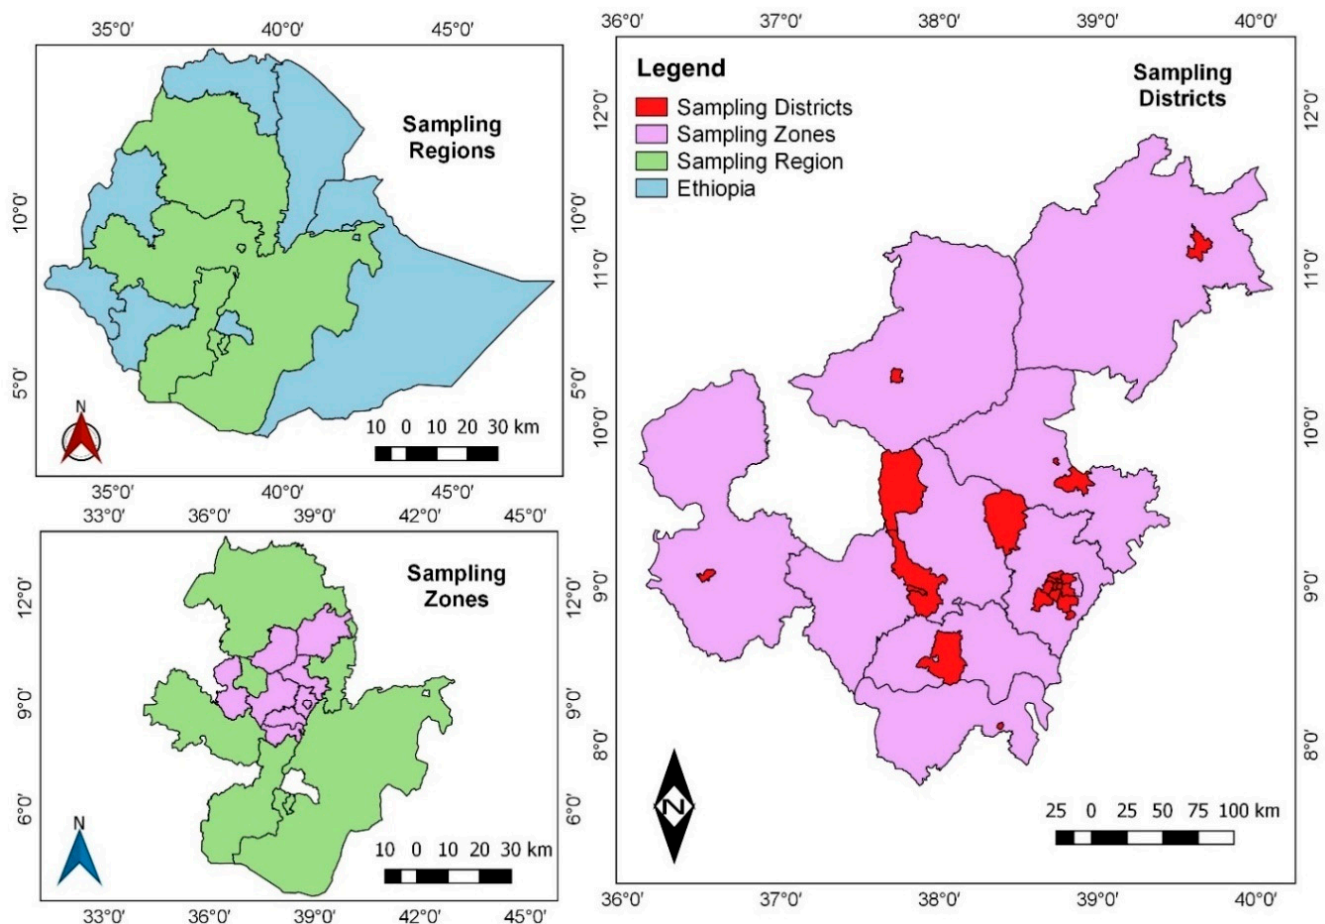 35°0' 40°0' 45°0'
Sampling
Regions
10°0'
5°0'
10°0'
5°0'
N
10 0 10 20 30 km
35°0' 40°0' 45°0'
33°0' 36°0' 39°0' 42°0' 45°0'
Sampling
Zones
12°0'
9°0'
6°0'
12°0'
9°0'
6°0'
N
10 0 10 20 30 km
33°0' 36°0' 39°0' 42°0' 45°0'
36°0' 37°0' 38°0' 39°0' 40°0'
Legend
Sampling Districts
Sampling Zones
Sampling Region
Ethiopia
Sampling
Districts
12°0'
11°0'
10°0'
9°0'
8°0'
12°0'
11°0'
10°0'
9°0'
8°0'
N
25 0 25 50 75 100 km
36°0' 37°0' 38°0' 39°0' 40°0'